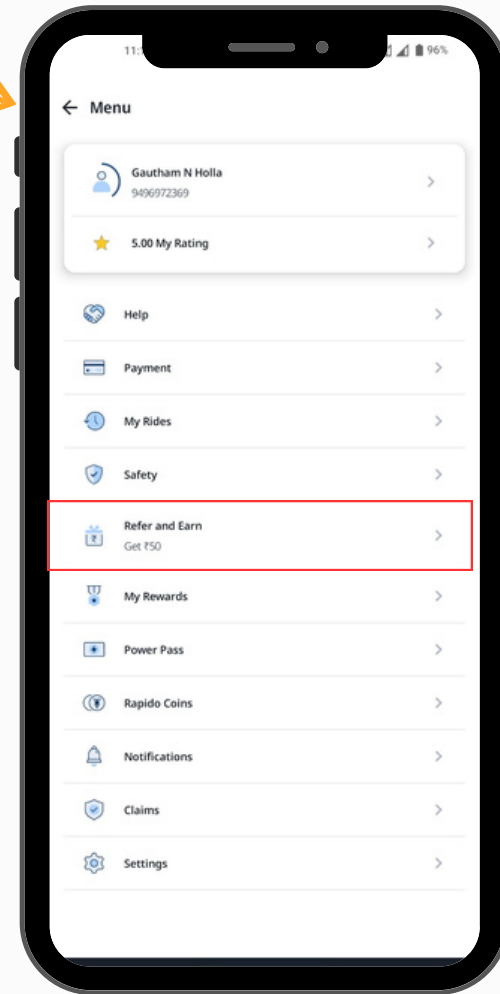 Menu
Gautham N Holla
9496972369
5.00 My Rating
Help
Payment
My Rides
Safety
Refer and Earn
Get ₹50
My Rewards
Power Pass
Rapido Coins
Notifications
Claims
Settings
96%